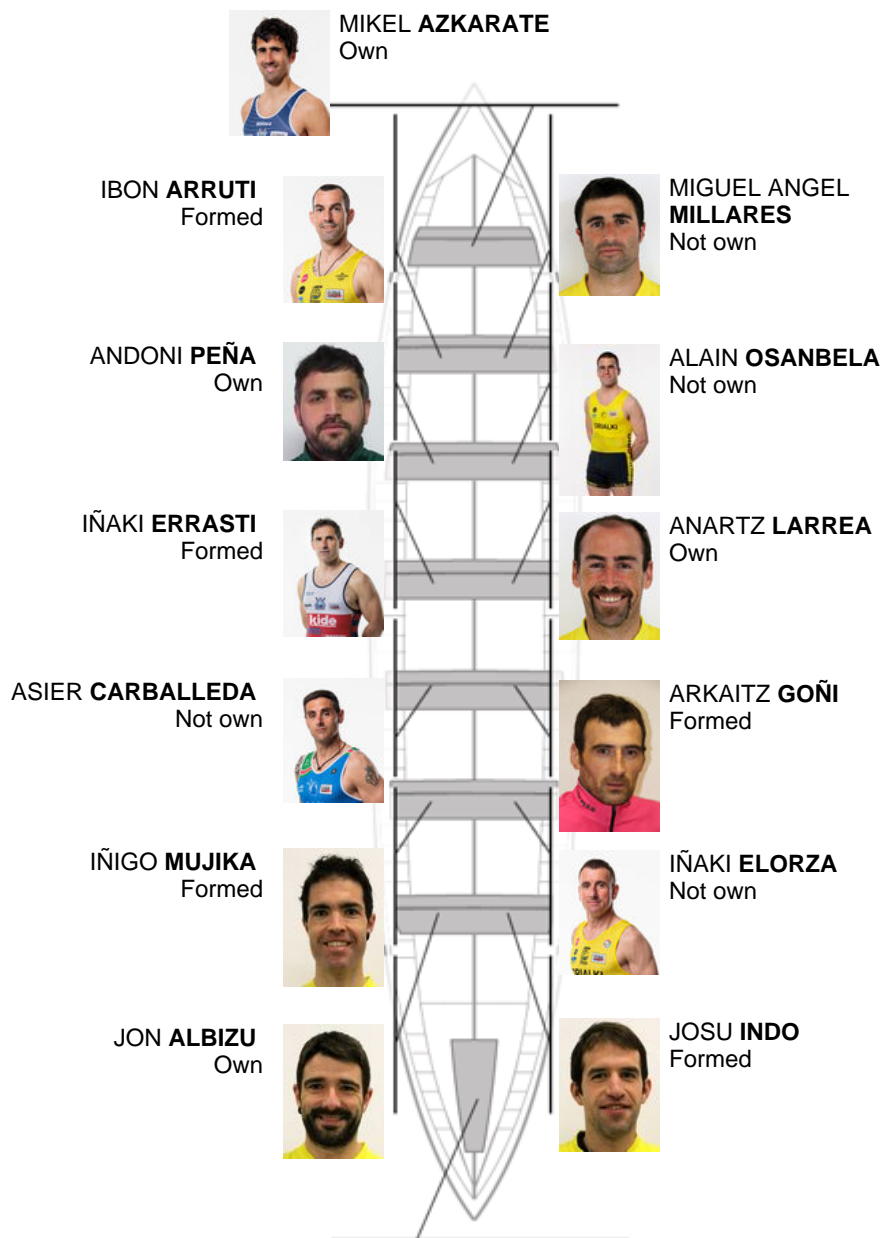 MIKEL AZKARATE
Own
IBON ARRUTI
Formed
MIGUEL ANGEL
MILLARES
Not own
ANDONI PEÑA
Own
ALAIN OSANBELA
Not own
IÑAKI ERRASTI
Formed
kide
ANARTZ LARREA
Own
ASIER CARBALLEDA
Not own
ARKAITZ GOÑI
Formed
IÑIGO MUJIKA
Formed
IÑAKI ELORZA
Not own
JON ALBIZU
Own
JOSU INDO
Formed